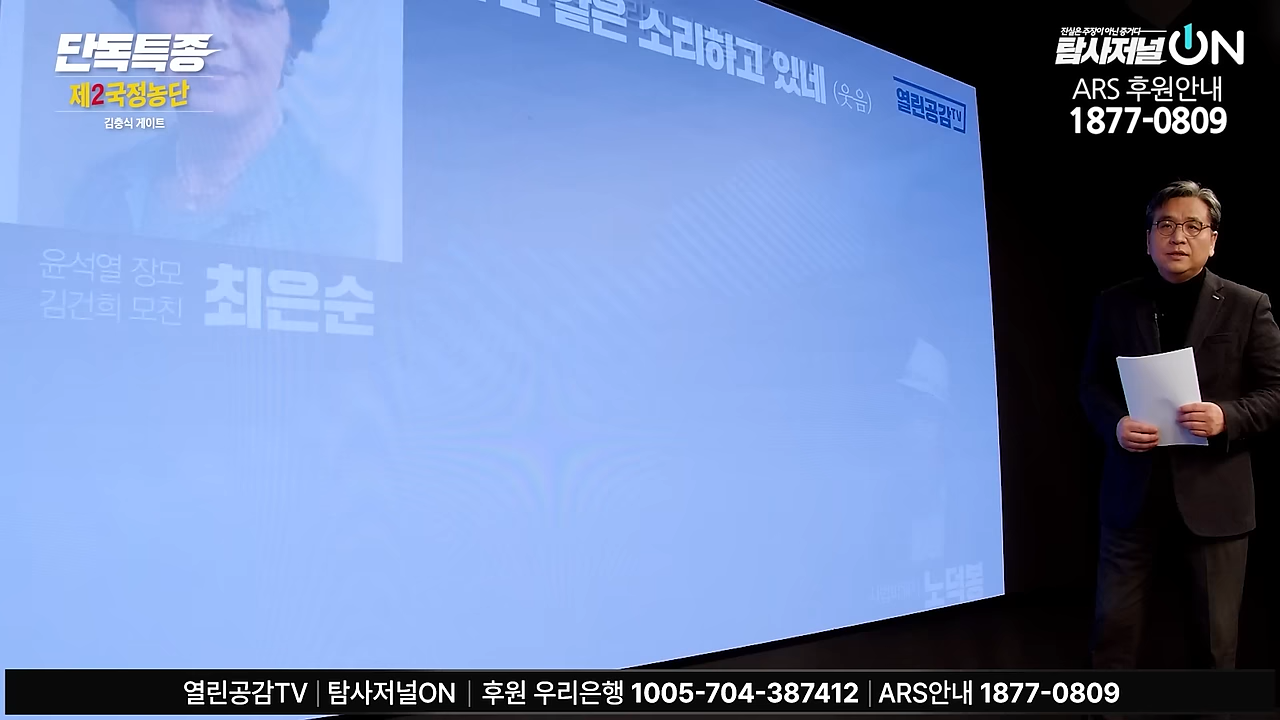 단독특종
제2국정농단
김충식 게이트
같은 소리하고 있네 (웃음)
열린공감TV
진실은 주장이 아닌 증거다
탐사저널ON
ARS 후원안내
1877-0809
윤석열 장모
김건희 모친
최은순
노덕봉
열린공감TV | 탐사저널ON | 후원 우리은행 1005-704-387412 | ARS안내 1877-0809